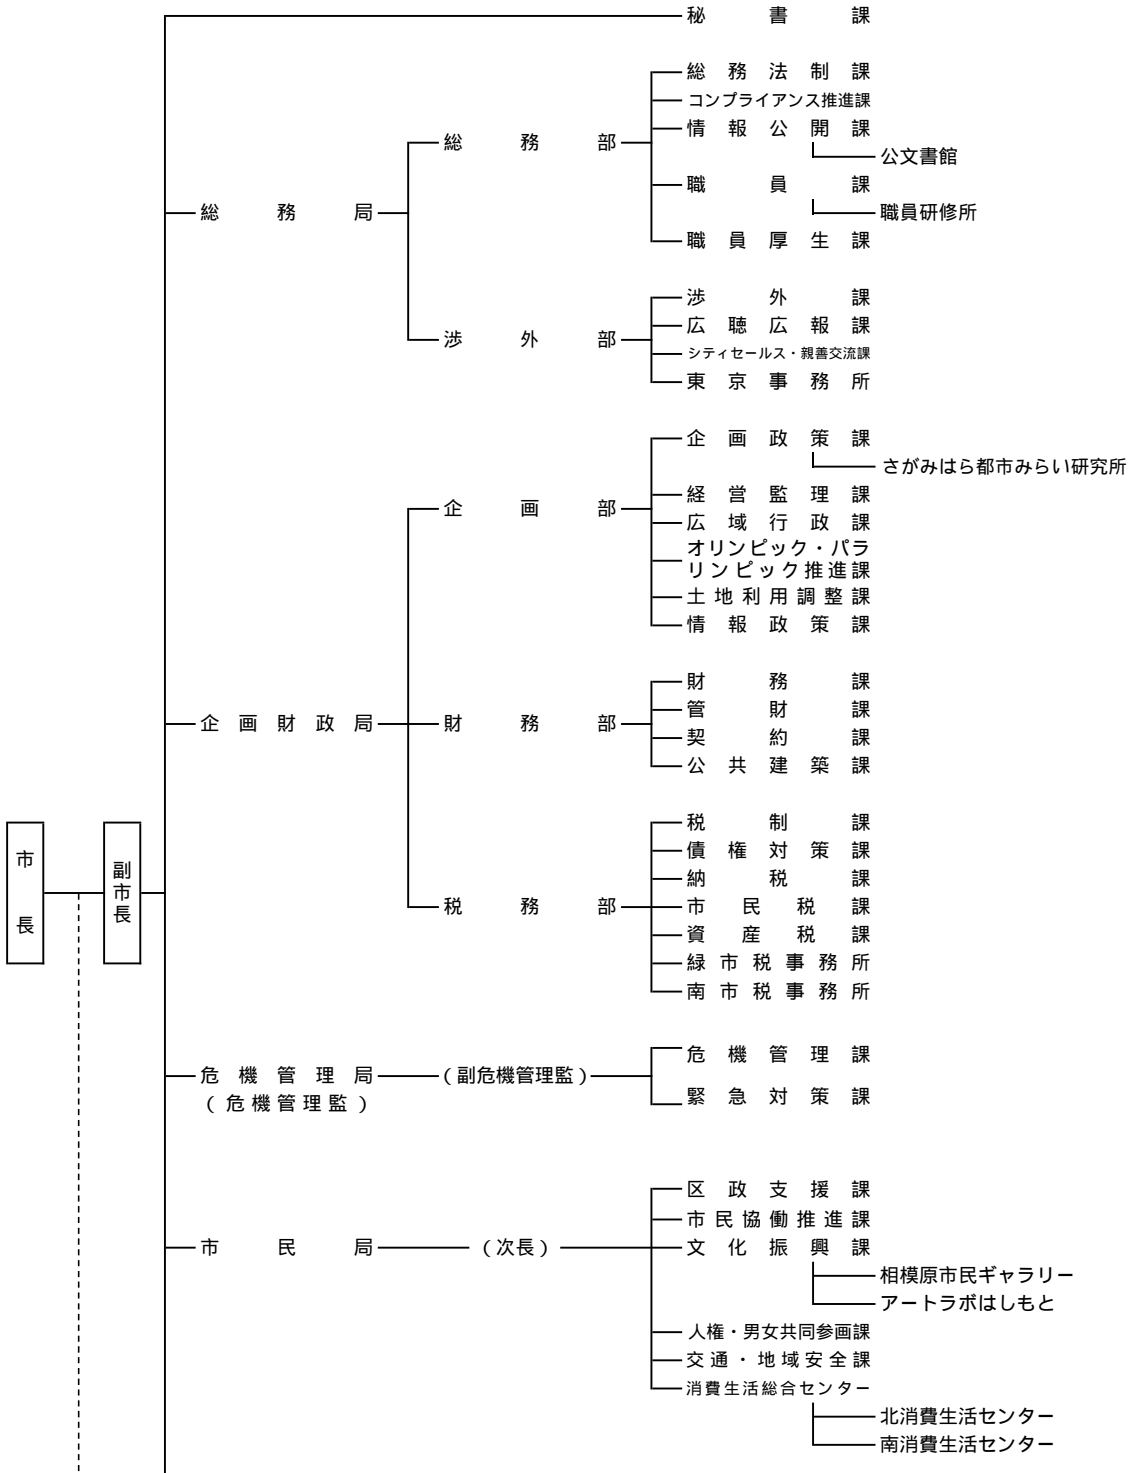 秘書課
総務法制課
コンプライアンス推進課
情報公開課
総務部
公文書館
職員課
総務局
職員研修所
職員厚生課
渉外課
広聴広報課
渉外部
シティセールス・親善交流課
東京事務所
企画政策課
さがみはら都市みらい研究所
経営監理課
企画部
広域行政課
オリンピック・パラ
リンピック推進課
土地利用調整課
情報政策課
財務課
管財課
企画財政局
財務部
契約課
公共建築課
税制課
債権対策課
納税課
市長
副市長
税務部
市民税課
資産税課
緑市税事務所
南市税事務所
危機管理課
危機管理局
(副危機管理監)
(危機管理監)
緊急対策課
区政支援課
市民協働推進課
市民局
(次長)
文化振興課
相模原市民ギャラリー
アートラボはしもと
人権・男女共同参画課
交通・地域安全課
消費生活総合センター
北消費生活センター
南消費生活センター